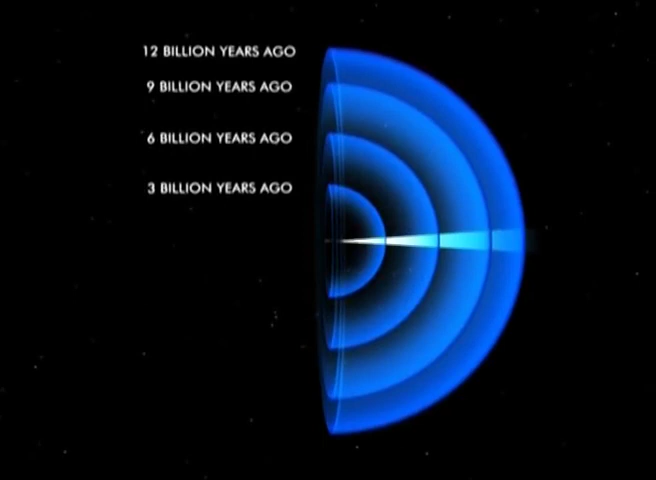 12 BILLION YEARS AGO
9 BILLION YEARS AGO
6 BILLION YEARS AGO
3 BILLION YEARS AGO